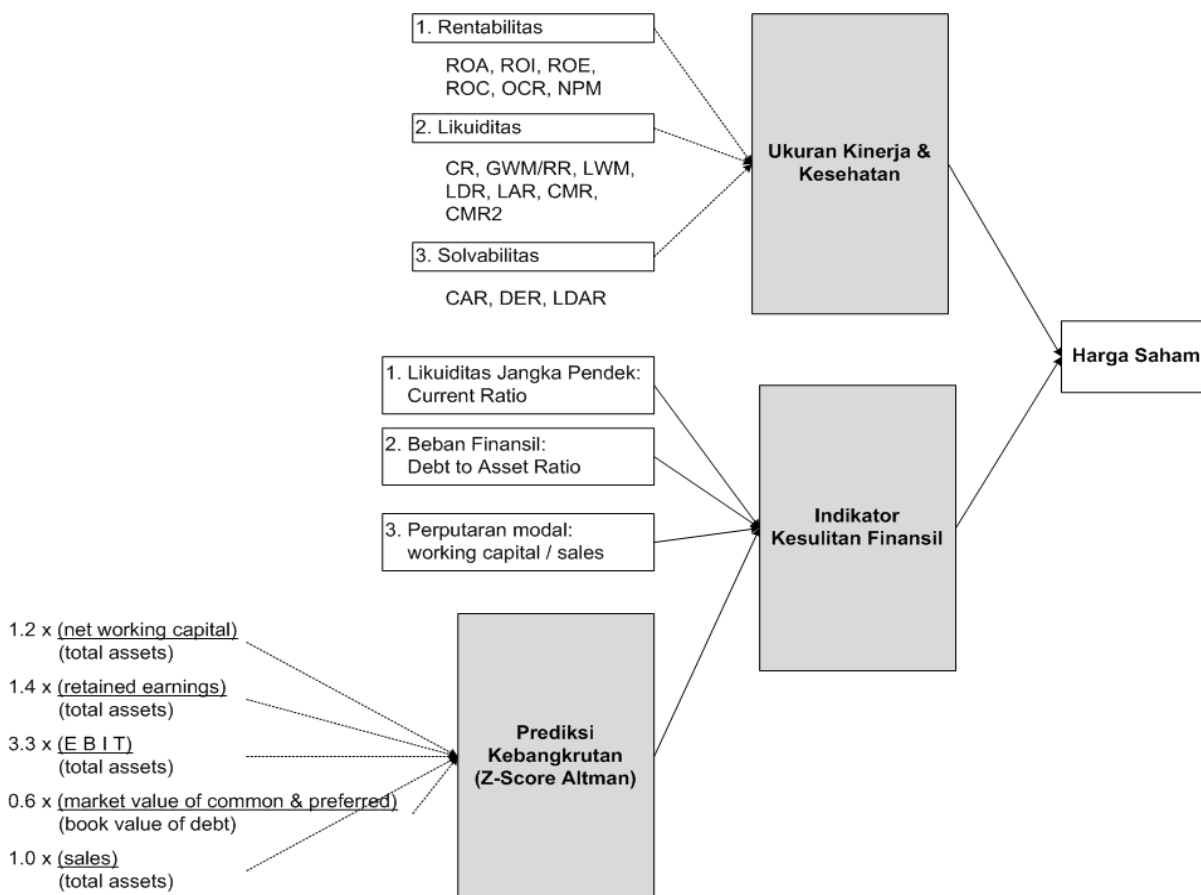 1. Rentabilitas
ROA, ROI, ROE,
ROC, OCR, NPM
2. Likuiditas
CR, GWM/RR, LWM,
LDR, LAR, CMR,
CMR2
3. Solvabilitas
CAR, DER, LDAR
Ukuran Kinerja &
Kesehatan
Harga Saham
1. Likuiditas Jangka Pendek:
Current Ratio
2. Beban Finansil:
Debt to Asset Ratio
3. Perputaran modal:
working capital / sales
Indikator
Kesulitan Finansil
1.2 x (net working capital)
(total assets)
1.4 x (retained earnings)
(total assets)
3.3 x (E B I T)
(total assets)
0.6 x (market value of common & preferred)
(book value of debt)
1.0 x (sales)
(total assets)
Prediksi
Kebangkrutan
(Z-Score Altman)